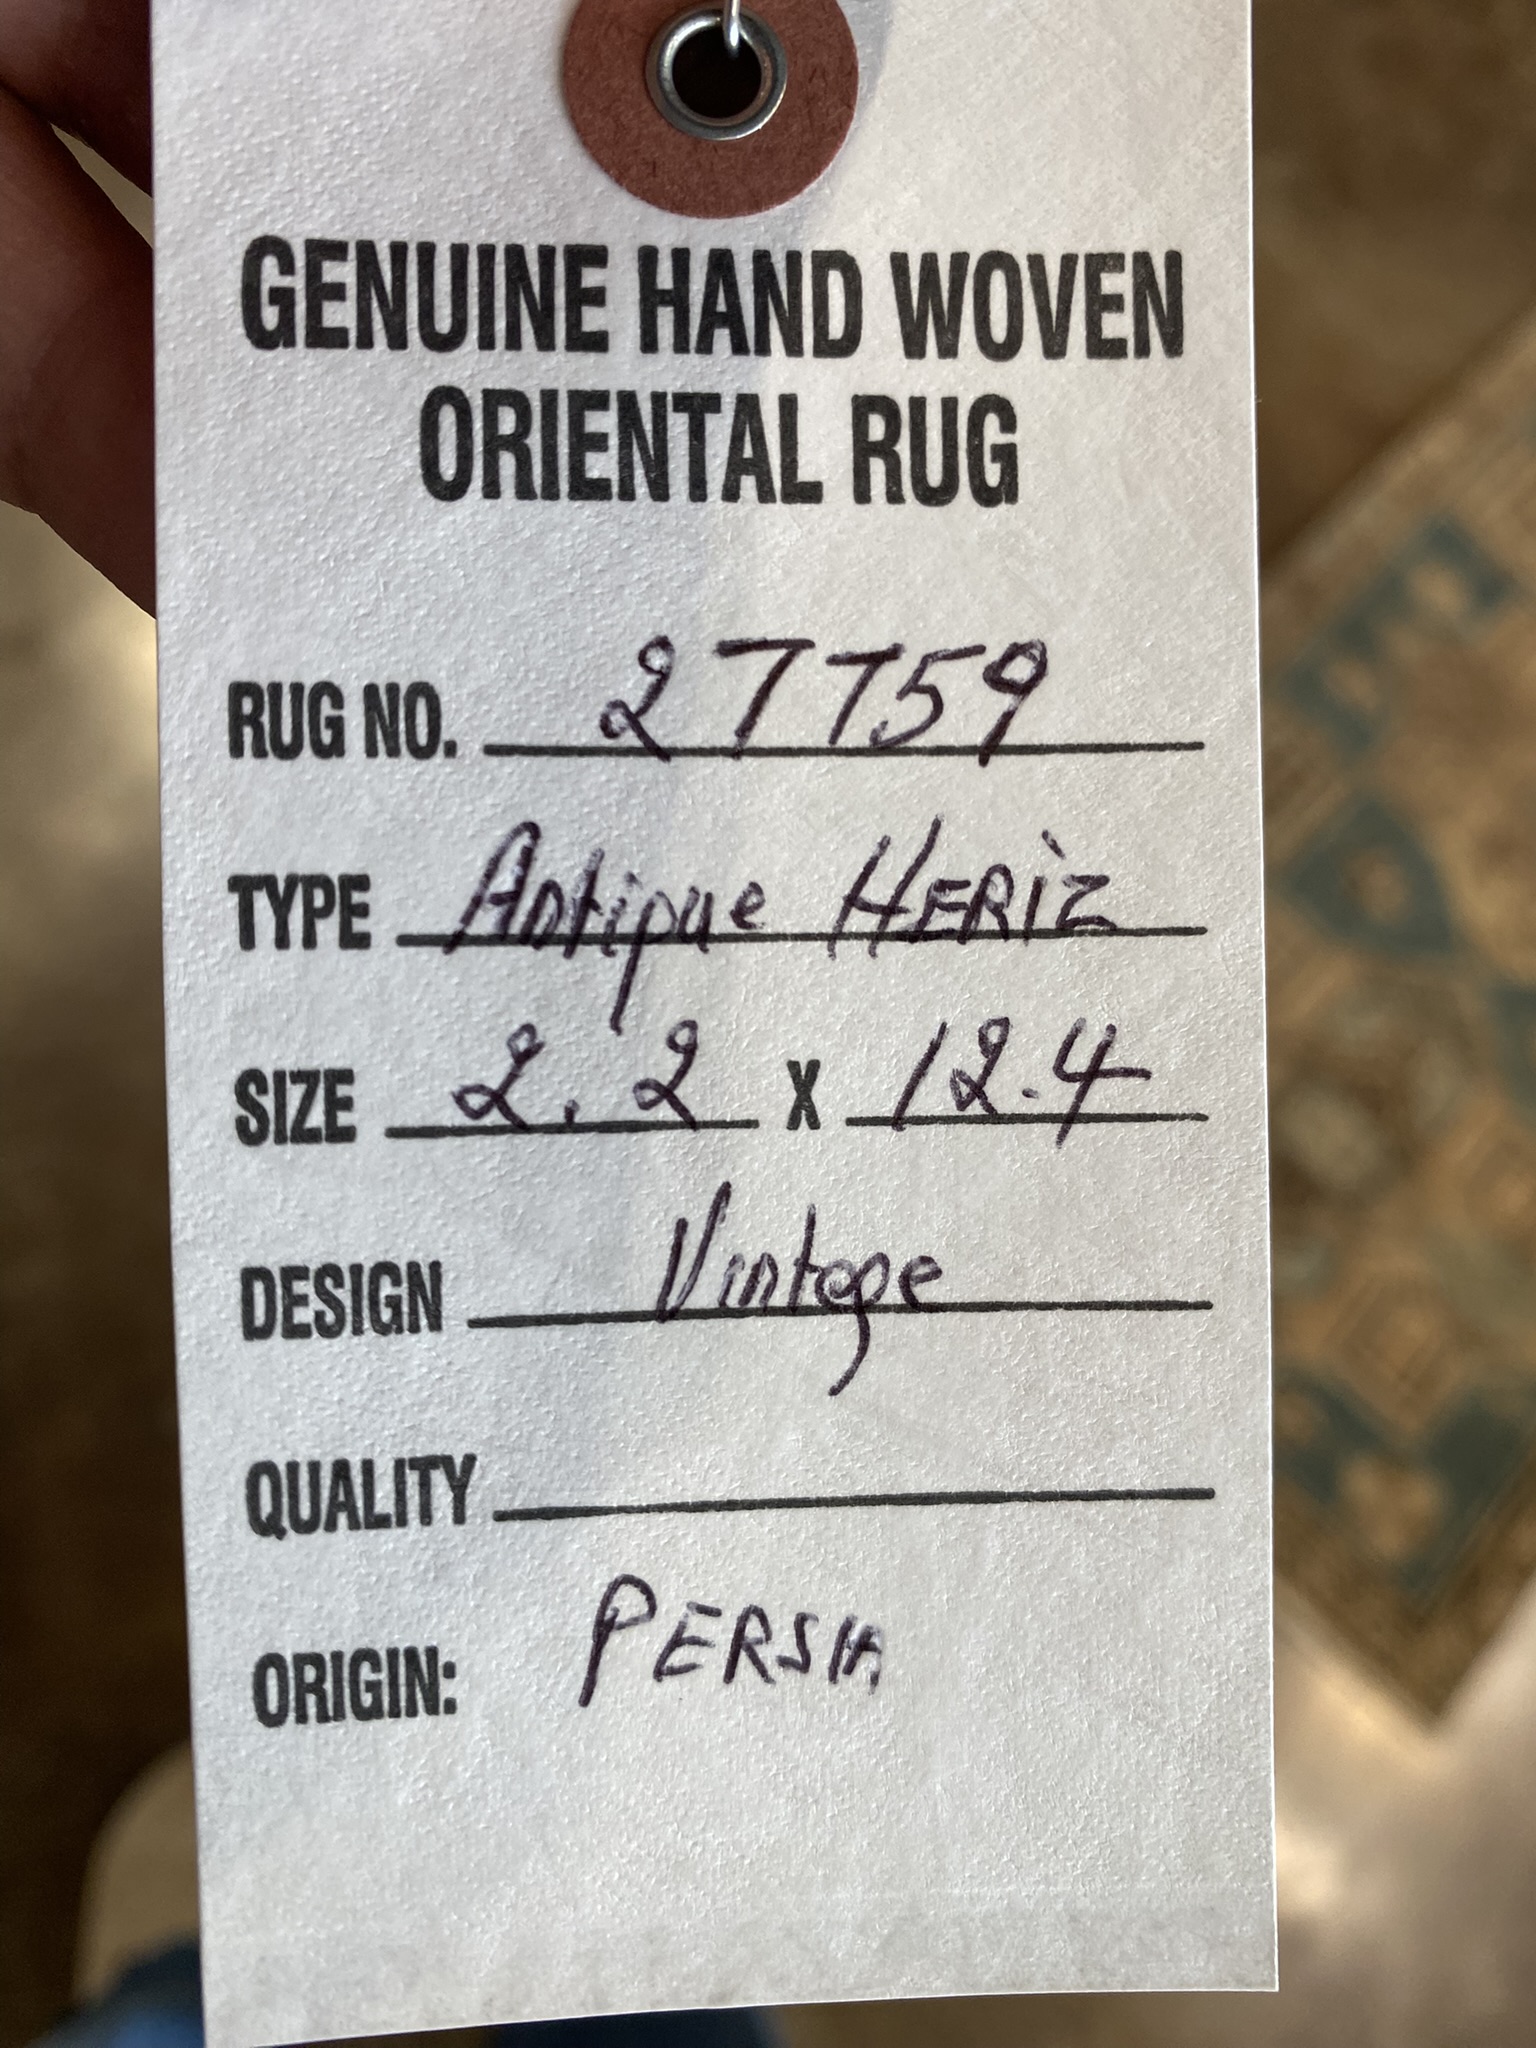 GENUINE HAND WOVEN
ORIENTAL RUG
RUG NO. 27759
TYPE Antique HERIZ
SIZE 2.2 X 12.4
DESIGN Vintage
QUALITY
ORIGIN: PERSIA